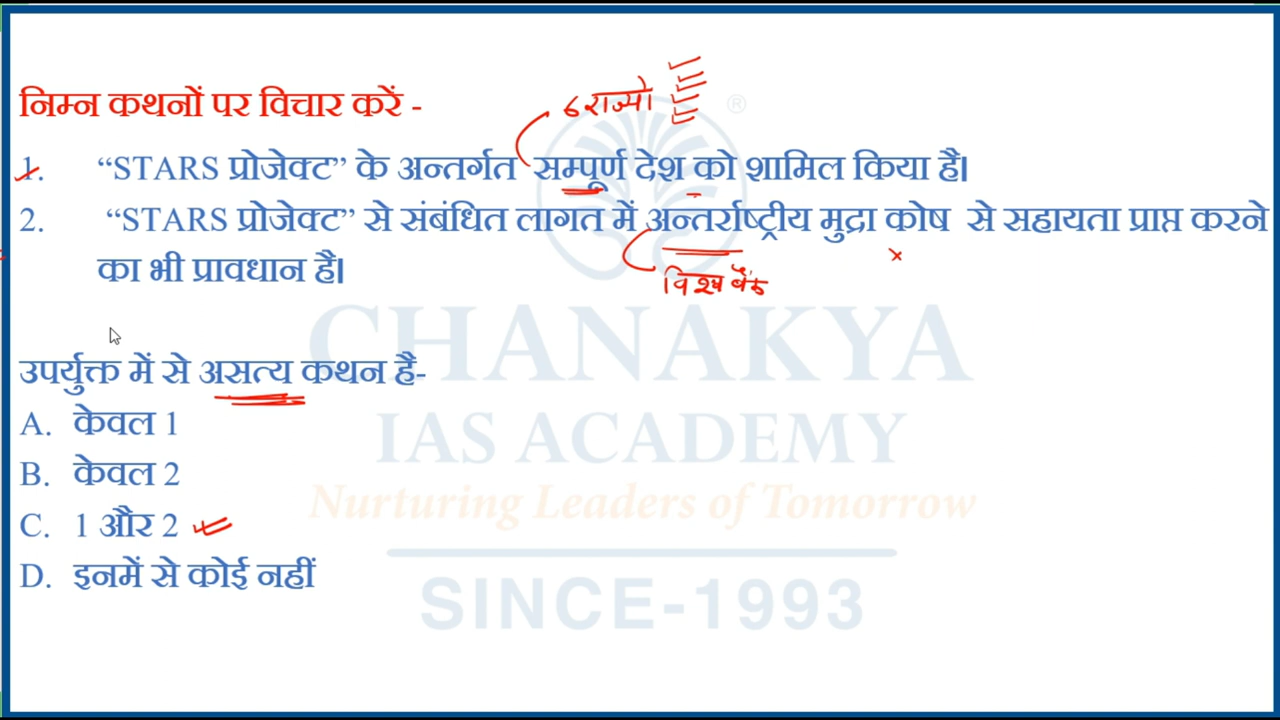 निम्न कथनों पर विचार करें -
6 राज्यो
1. “STARS प्रोजेक्ट” के अन्तर्गत सम्पूर्ण देश को शामिल किया है।
2. “STARS प्रोजेक्ट” से संबंधित लागत में अन्तर्राष्ट्रीय मुद्रा कोष से सहायता प्राप्त करने
का भी प्रावधान है।
विश्व बैंक
उपर्युक्त में से असत्य कथन है-
A. केवल 1
B. केवल 2
C. 1 और 2
D. इनमें से कोई नहीं
®
CHANAKYA
IAS ACADEMY
Nurturing Leaders of Tomorrow
SINCE-1993